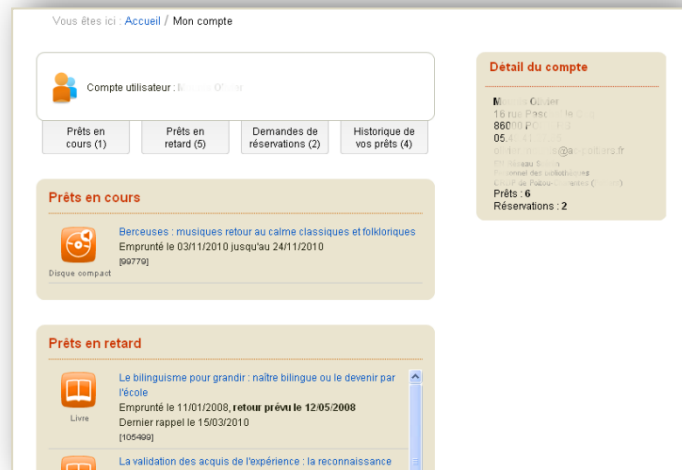 Vous êtes ici : Accueil / Mon compte
Compte utilisateur :
Prêts en
cours (1)
Prêts en
retard (5)
Demandes de
réservations (2)
Historique de
vos prêts (4)
Prêts en cours
Berceuses : musiques retour au calme classiques et folkloriques
Emprunté le 03/11/2010 jusqu'au 24/11/2010
[99779]
Disque compact
Prêts en retard
Le bilinguisme pour grandir : naître bilingue ou le devenir par
l'école
Emprunté le 11/01/2008, retour prévu le 12/05/2008
Dernier rappel le 15/03/2010
[105499]
Livre
La validation des acquis de l'expérience : la reconnaissance
Détail du compte
16 rue
Prêts : 6
Réservations : 2